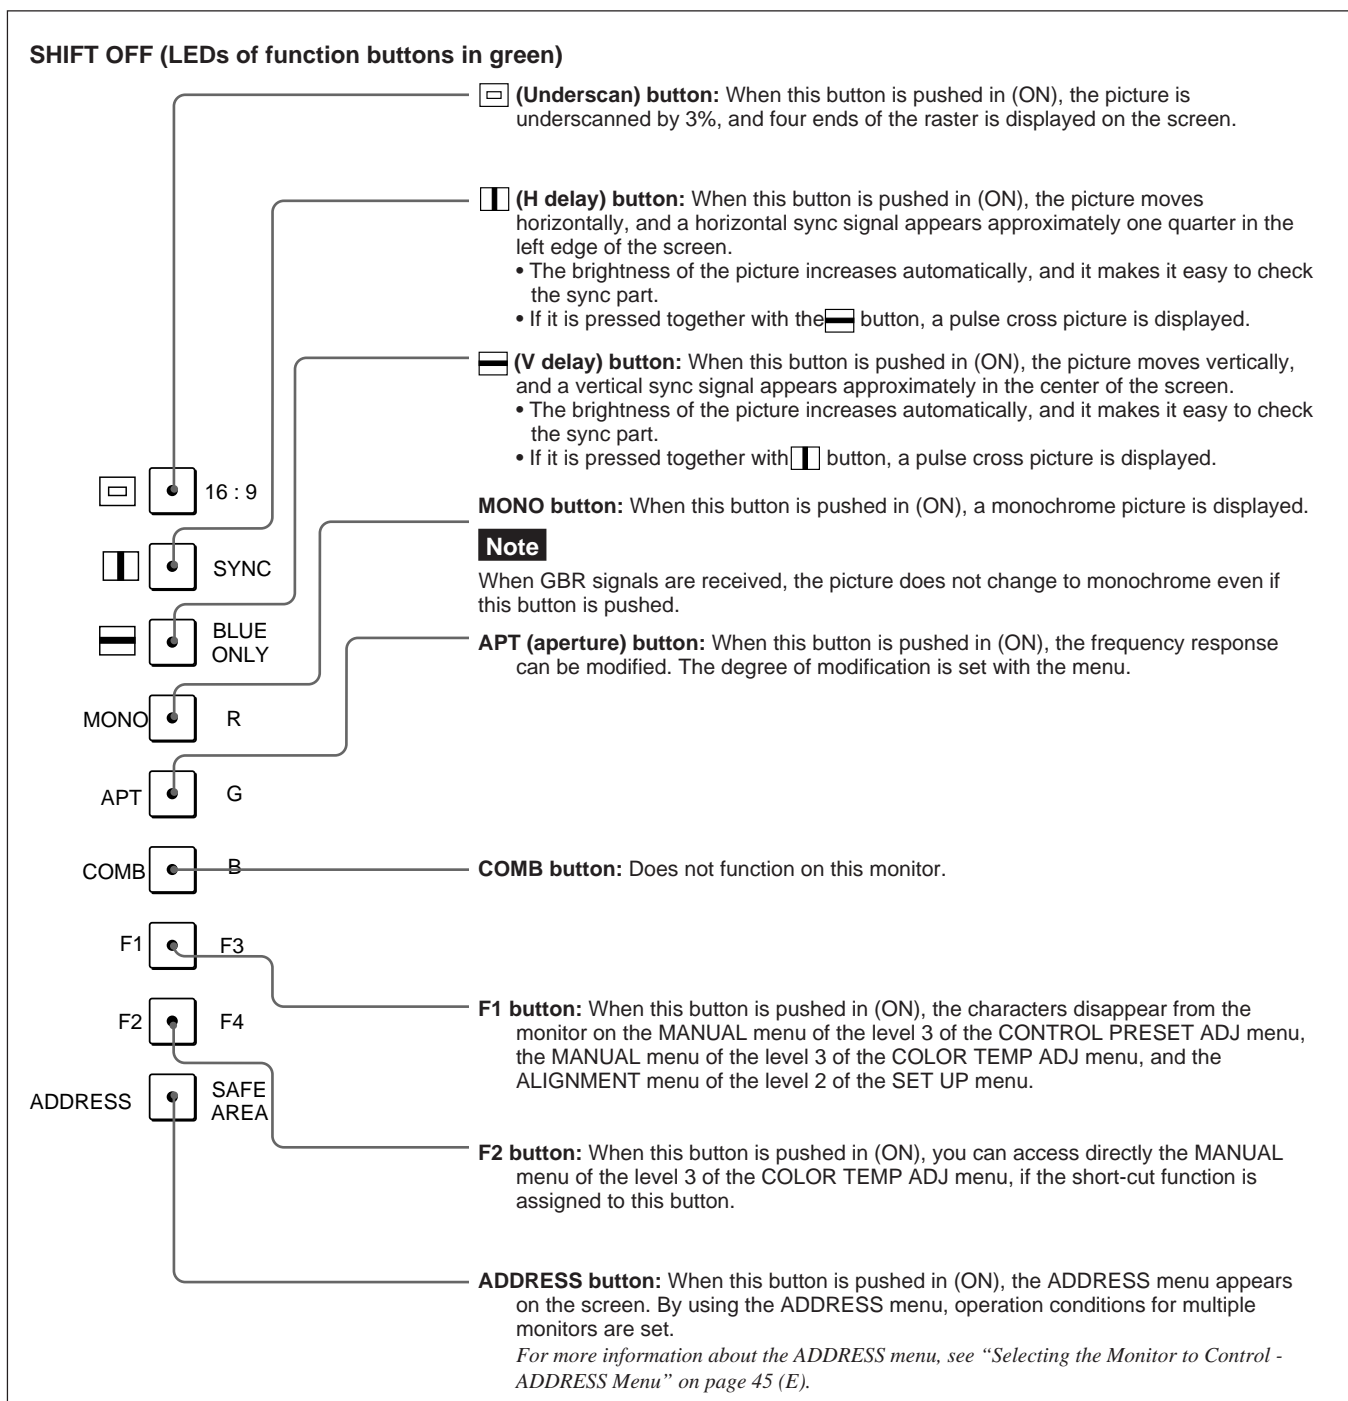 SHIFT OFF (LEDs of function buttons in green)
(Underscan) button: When this button is pushed in (ON), the picture is
underscanned by 3%, and four ends of the raster is displayed on the screen.
(H delay) button: When this button is pushed in (ON), the picture moves
horizontally, and a horizontal sync signal appears approximately one quarter in the
left edge of the screen.
• The brightness of the picture increases automatically, and it makes it easy to check
the sync part.
• If it is pressed together with the button, a pulse cross picture is displayed.
(V delay) button: When this button is pushed in (ON), the picture moves vertically,
and a vertical sync signal appears approximately in the center of the screen.
• The brightness of the picture increases automatically, and it makes it easy to check
the sync part.
• If it is pressed together with button, a pulse cross picture is displayed.
16 : 9
MONO button: When this button is pushed in (ON), a monochrome picture is displayed.
Note
SYNC
When GBR signals are received, the picture does not change to monochrome even if
this button is pushed.
BLUE
ONLY
APT (aperture) button: When this button is pushed in (ON), the frequency response
can be modified. The degree of modification is set with the menu.
MONO R
APT G
COMB B
COMB button: Does not function on this monitor.
F1 F3
F1 button: When this button is pushed in (ON), the characters disappear from the
monitor on the MANUAL menu of the level 3 of the CONTROL PRESET ADJ menu,
the MANUAL menu of the level 3 of the COLOR TEMP ADJ menu, and the
ALIGNMENT menu of the level 2 of the SET UP menu.
F2 F4
ADDRESS SAFE
AREA
F2 button: When this button is pushed in (ON), you can access directly the MANUAL
menu of the level 3 of the COLOR TEMP ADJ menu, if the short-cut function is
assigned to this button.
ADDRESS button: When this button is pushed in (ON), the ADDRESS menu appears
on the screen. By using the ADDRESS menu, operation conditions for multiple
monitors are set.
For more information about the ADDRESS menu, see “Selecting the Monitor to Control -
ADDRESS Menu” on page 45 (E).